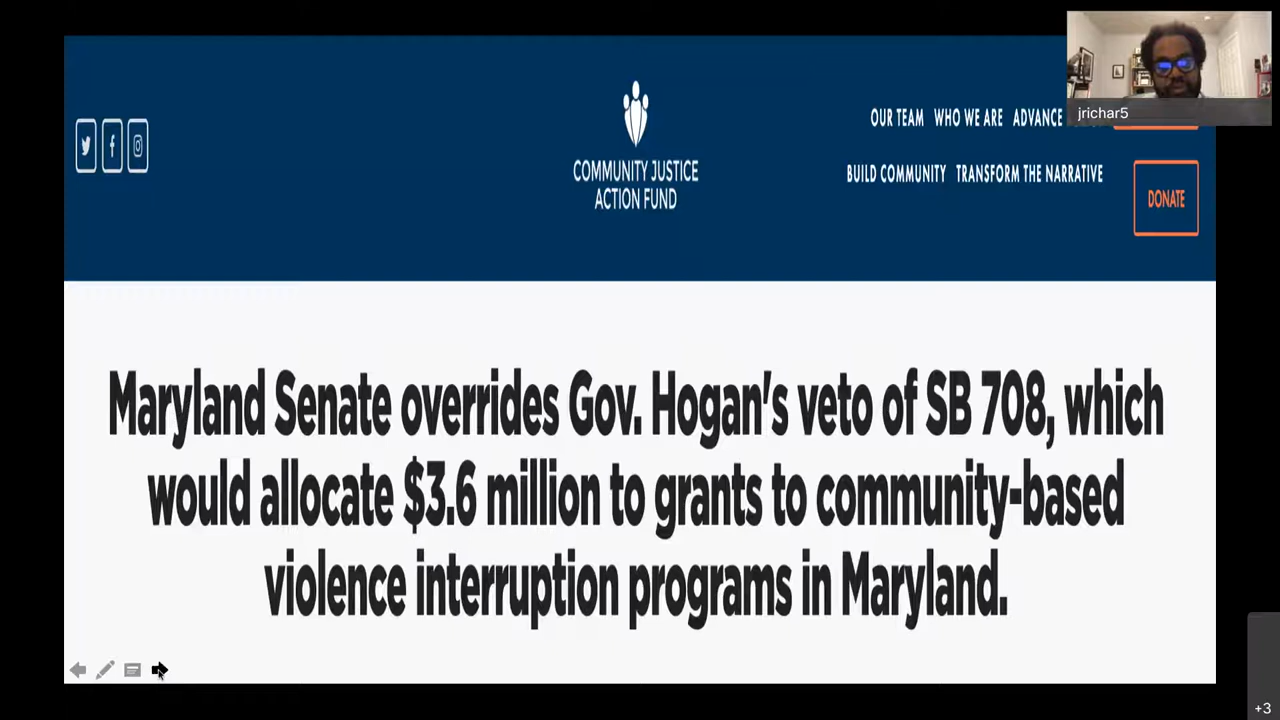 jrichar5
OUR TEAM WHO WE ARE ADVANCE
COMMUNITY JUSTICE
ACTION FUND
BUILD COMMUNITY TRANSFORM THE NARRATIVE
DONATE
Maryland Senate overrides Gov. Hogan's veto of SB 708, which
would allocate $3.6 million to grants to community-based
violence interruption programs in Maryland.
+3